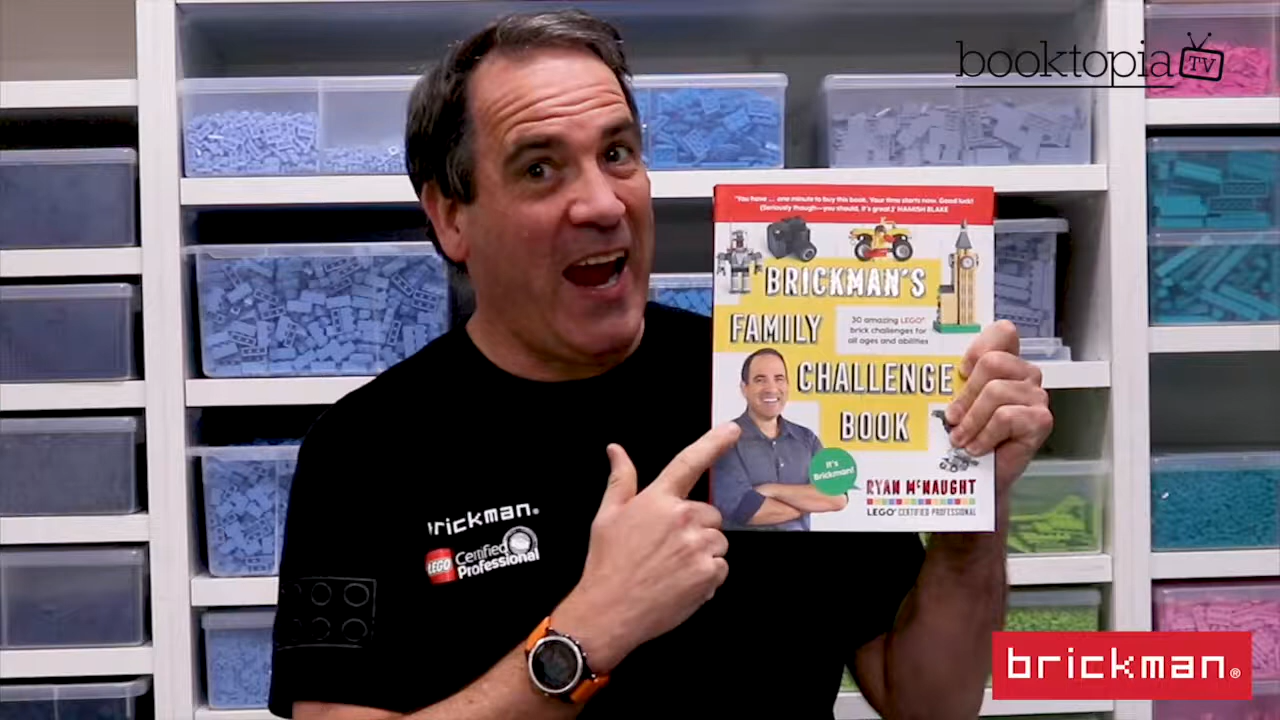 booktopia TV
"You have ... one minute to buy this book. Your time starts now. Good luck!
(Seriously though—you should, it's great.)' HAMISH BLAKE
BRICKMAN'S
FAMILY
30 amazing LEGO®
brick challenges for
all ages and abilities
CHALLENGE
BOOK
It's
Brickman!
RYAN McNAUGHT
LEGO® CERTIFIED PROFESSIONAL
brickman®
LEGO Certified
Professional
brickman®